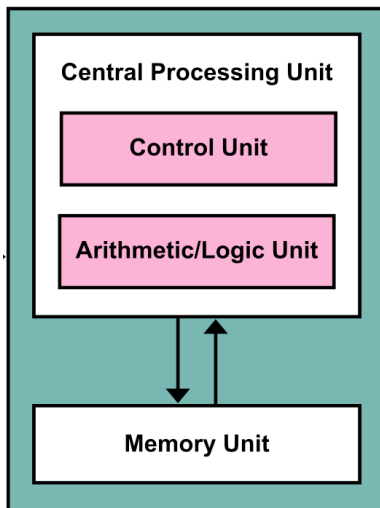 Central Processing Unit
Control Unit
Arithmetic/Logic Unit
Memory Unit